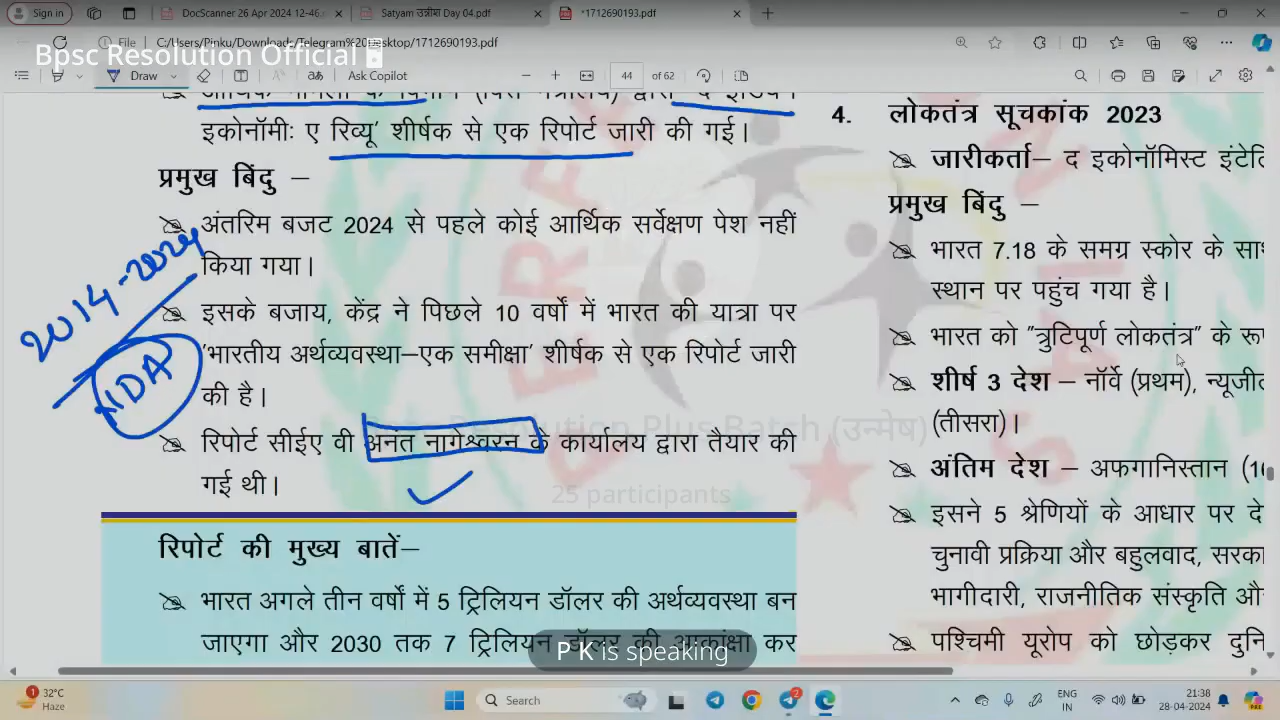 Sign in
DocScanner 26 Apr 2024 12-46.
Satyam उन्मेश Day 04.pdf
*1712690193.pdf
File C:/Users/Pinku/Downloads/Telegram%20Desktop/1712690193.pdf
Bpsc Resolution Official
Draw
Ask Copilot
44 of 62
इकोनॉमीः ए रिव्यू' शीर्षक से एक रिपोर्ट जारी की गई।
प्रमुख बिंदु –
अंतरिम बजट 2024 से पहले कोई आर्थिक सर्वेक्षण पेश नहीं
किया गया।
इसके बजाय, केंद्र ने पिछले 10 वर्षों में भारत की यात्रा पर
'भारतीय अर्थव्यवस्था–एक समीक्षा' शीर्षक से एक रिपोर्ट जारी
की है।
रिपोर्ट सीईए वी अनंत नागेश्वरन के कार्यालय द्वारा तैयार की
गई थी।
2014-2024
NDA
रिपोर्ट की मुख्य बातें–
भारत अगले तीन वर्षों में 5 ट्रिलियन डॉलर की अर्थव्यवस्था बन
जाएगा और 2030 तक 7 ट्रिलियन डॉलर की आकांक्षा कर
4. लोकतंत्र सूचकांक 2023
जारीकर्ता– द इकोनॉमिस्ट इंटे
प्रमुख बिंदु –
भारत 7.18 के समग्र स्कोर के
स्थान पर पहुंच गया है।
भारत को "त्रुटिपूर्ण लोकतंत्र" के
शीर्ष 3 देश – नॉर्वे (प्रथम),
(तीसरा)।
अंतिम देश – अफगानिस्तान
इसने 5 श्रेणियों के आधार पर
चुनावी प्रक्रिया और बहुलवाद,
भागीदारी, राजनीतिक संस्कृति
पश्चिमी यूरोप को छोड़कर
Resolution Plus Batch (उन्मेष)
25 participants
P K is speaking
32°C
Haze
Search
ENG
IN
21:38
28-04-2024